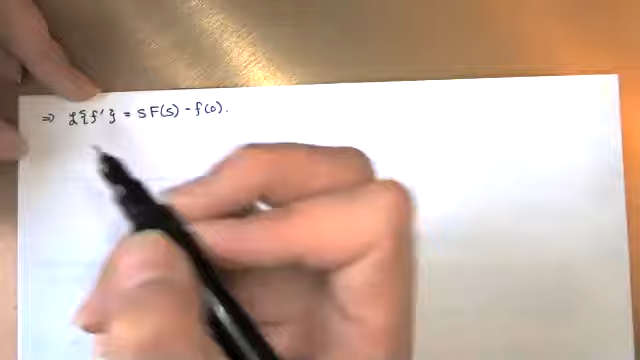 ⇒ ℒ{f'} = sF(s) - f(0).